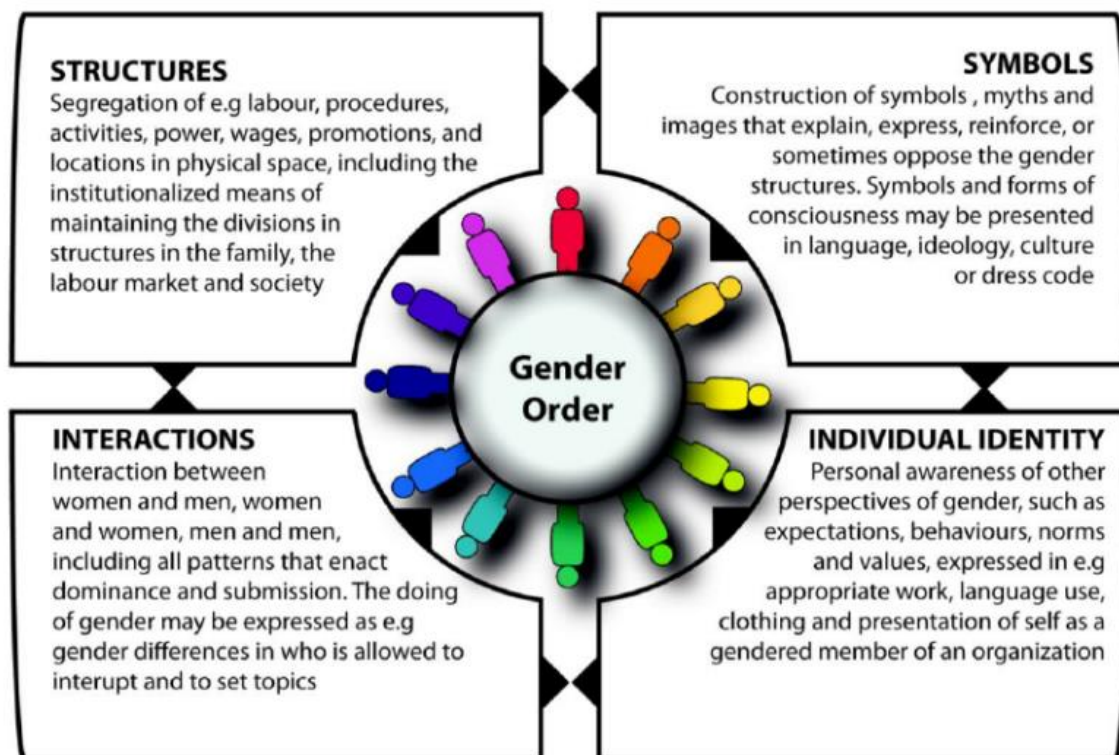 STRUCTURES
Segregation of e.g labour, procedures,
activities, power, wages, promotions, and
locations in physical space, including the
institutionalized means of
maintaining the divisions in
structures in the family, the
labour market and society
SYMBOLS
Construction of symbols , myths and
images that explain, express, reinforce, or
sometimes oppose the gender
structures. Symbols and forms of
consciousness may be presented
in language, ideology, culture
or dress code
Gender
Order
INTERACTIONS
Interaction between
women and men, women
and women, men and men,
including all patterns that enact
dominance and submission. The doing
of gender may be expressed as e.g
gender differences in who is allowed to
interupt and to set topics
INDIVIDUAL IDENTITY
Personal awareness of other
perspectives of gender, such as
expectations, behaviours, norms
and values, expressed in e.g
appropriate work, language use,
clothing and presentation of self as a
gendered member of an organization